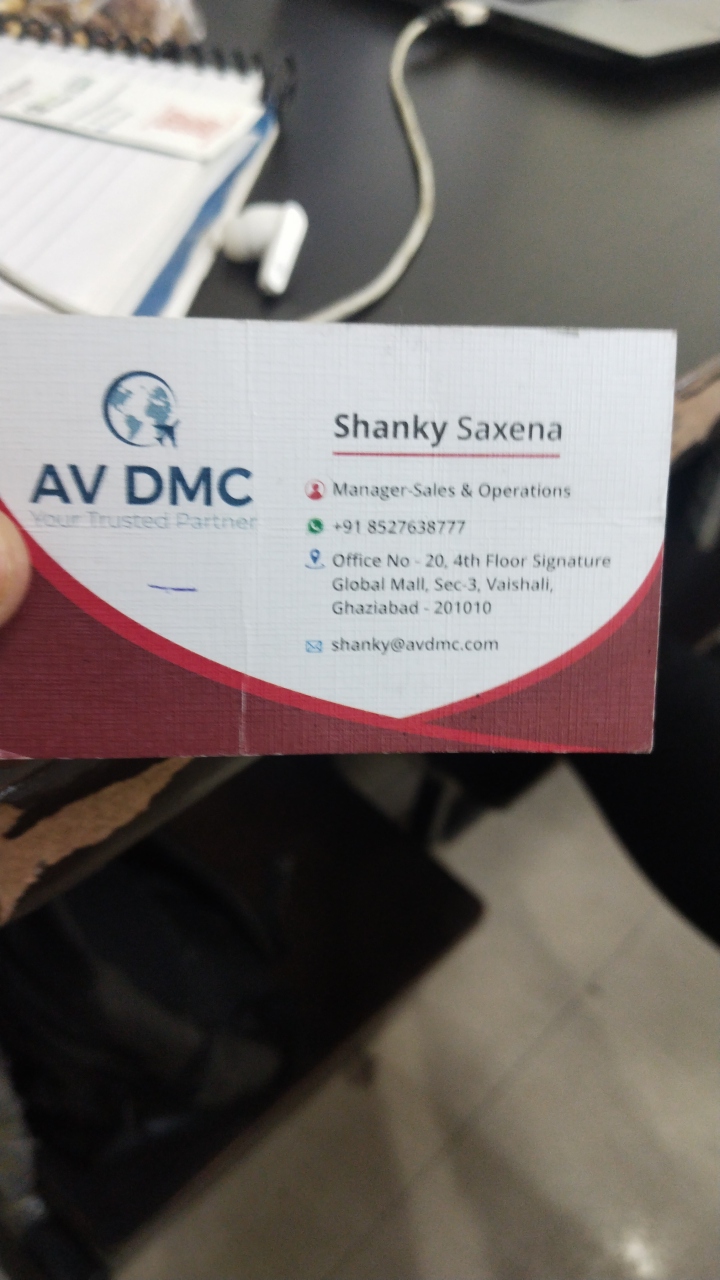 AV DMC
Your Trusted Partner
Shanky Saxena
Manager-Sales & Operations
+91 8527638777
Office No - 20, 4th Floor Signature
Global Mall, Sec-3, Vaishali,
Ghaziabad - 201010
shanky@avdmc.com